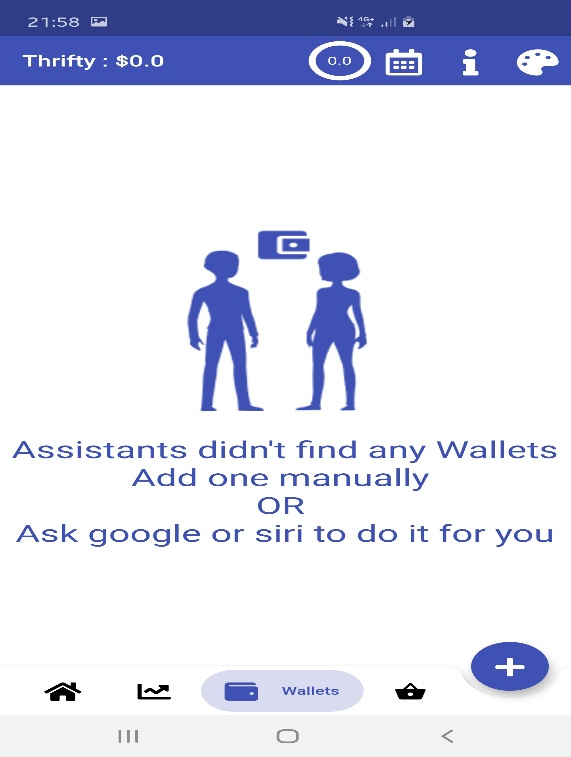 21:58
4G+
Thrifty : $0.0
0.0
Assistants didn't find any Wallets
Add one manually
OR
Ask google or siri to do it for you
Wallets